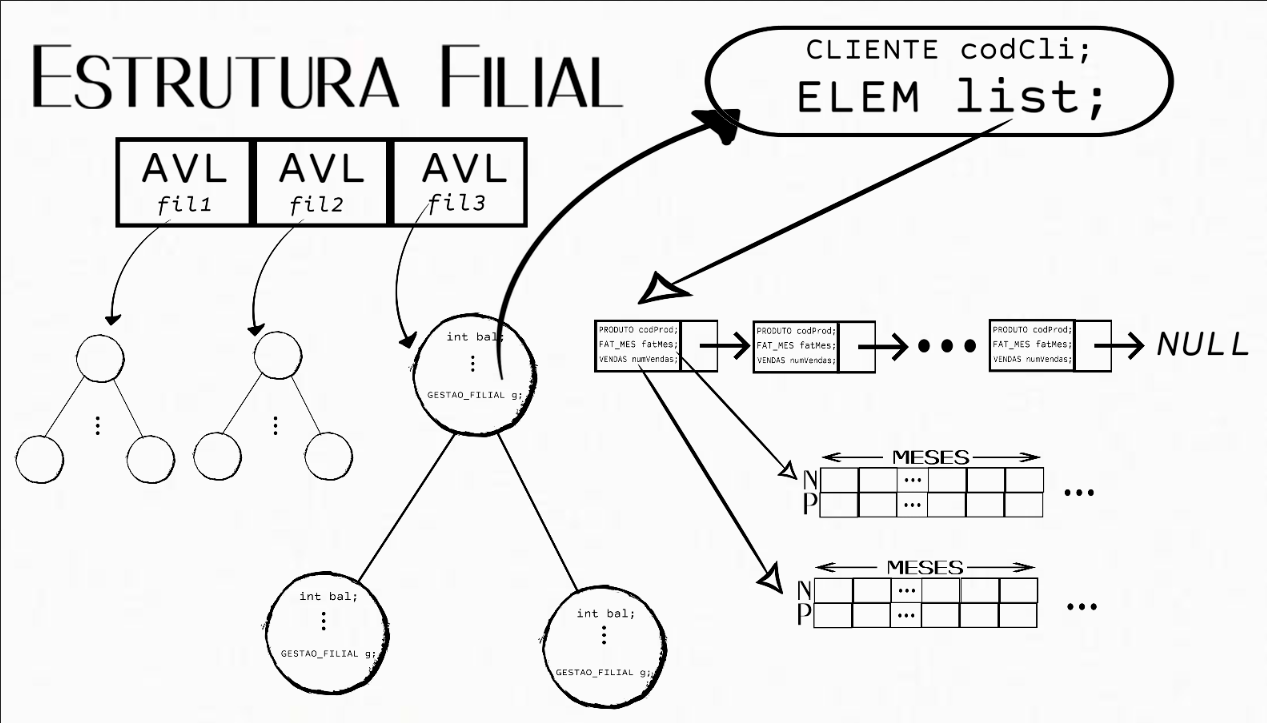 ESTRUTURA FILIAL
CLIENTE codCli;
ELEM list;
AVL AVL AVL
fil1 fil2 fil3
int bal;
GESTAO_FILIAL g;
PRODUTO codProd;
FAT_MES fatMes;
VENDAS numVendas;
PRODUTO codProd;
FAT_MES fatMes;
VENDAS numVendas;
PRODUTO codProd;
FAT_MES fatMes;
VENDAS numVendas;
NULL
MESES
N
P
MESES
N
P
int bal;
GESTAO_FILIAL g;
int bal;
GESTAO_FILIAL g;